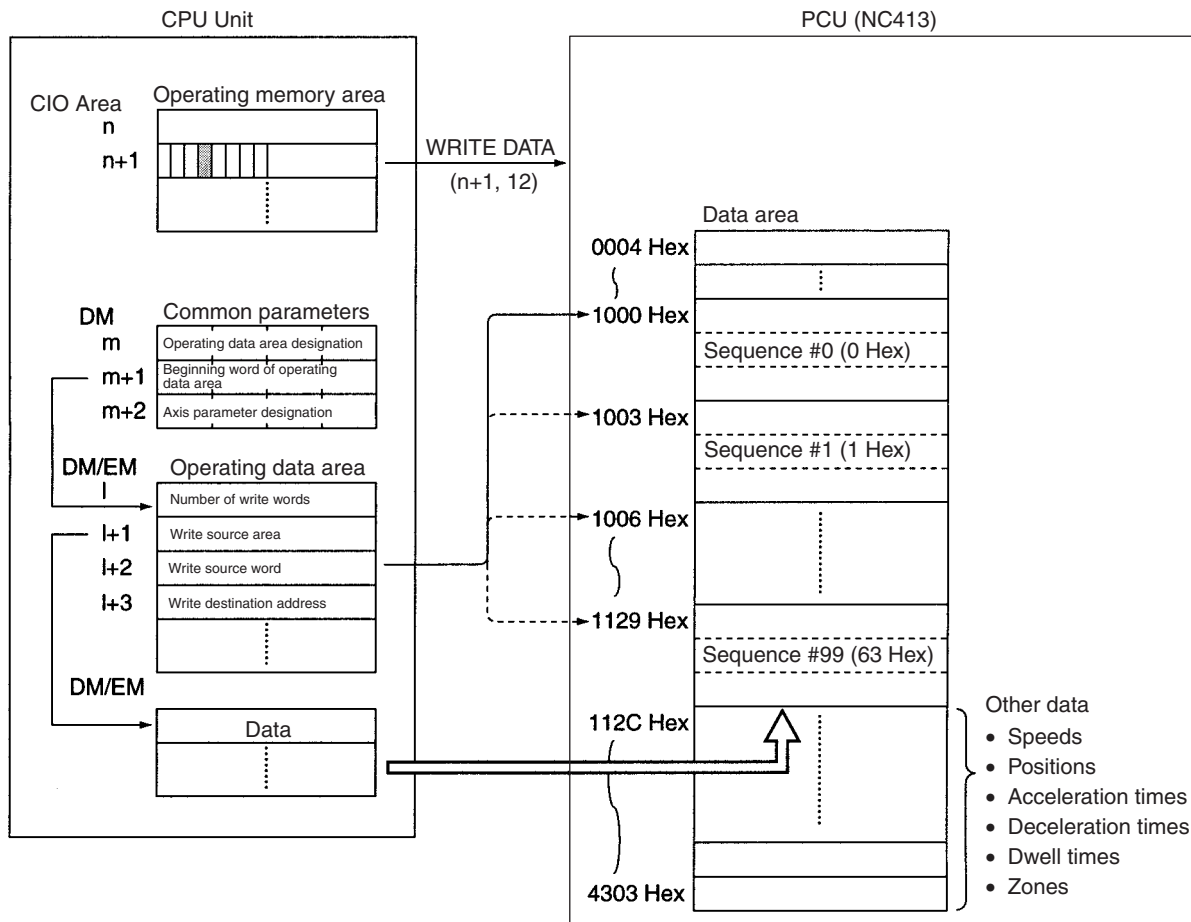 CPU Unit
PCU (NC413)
CIO Area
Operating memory area
n
n+1
WRITE DATA
(n+1, 12)
Data area
0004 Hex
1000 Hex
Sequence #0 (0 Hex)
1003 Hex
Sequence #1 (1 Hex)
1006 Hex
1129 Hex
Sequence #99 (63 Hex)
112C Hex
4303 Hex
DM
Common parameters
m
Operating data area designation
m+1
Beginning word of operating
data area
m+2
Axis parameter designation
DM/EM
Operating data area
l
Number of write words
l+1
Write source area
l+2
Write source word
l+3
Write destination address
DM/EM
Data
Other data
• Speeds
• Positions
• Acceleration times
• Deceleration times
• Dwell times
• Zones